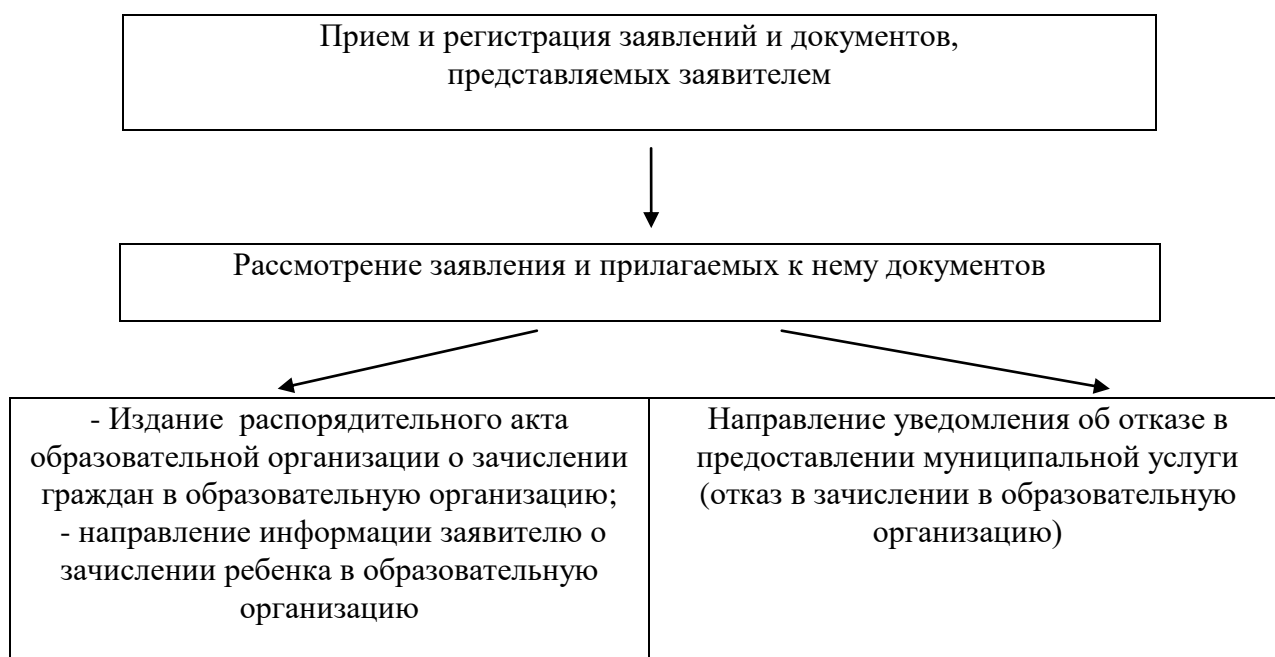 Прием и регистрация заявлений и документов,
представляемых заявителем
Рассмотрение заявления и прилагаемых к нему документов
- Издание распорядительного акта
образовательной организации о зачислении
граждан в образовательную организацию;
- направление информации заявителю о
зачислении ребенка в образовательную
организацию
Направление уведомления об отказе в
предоставлении муниципальной услуги
(отказ в зачислении в образовательную
организацию)